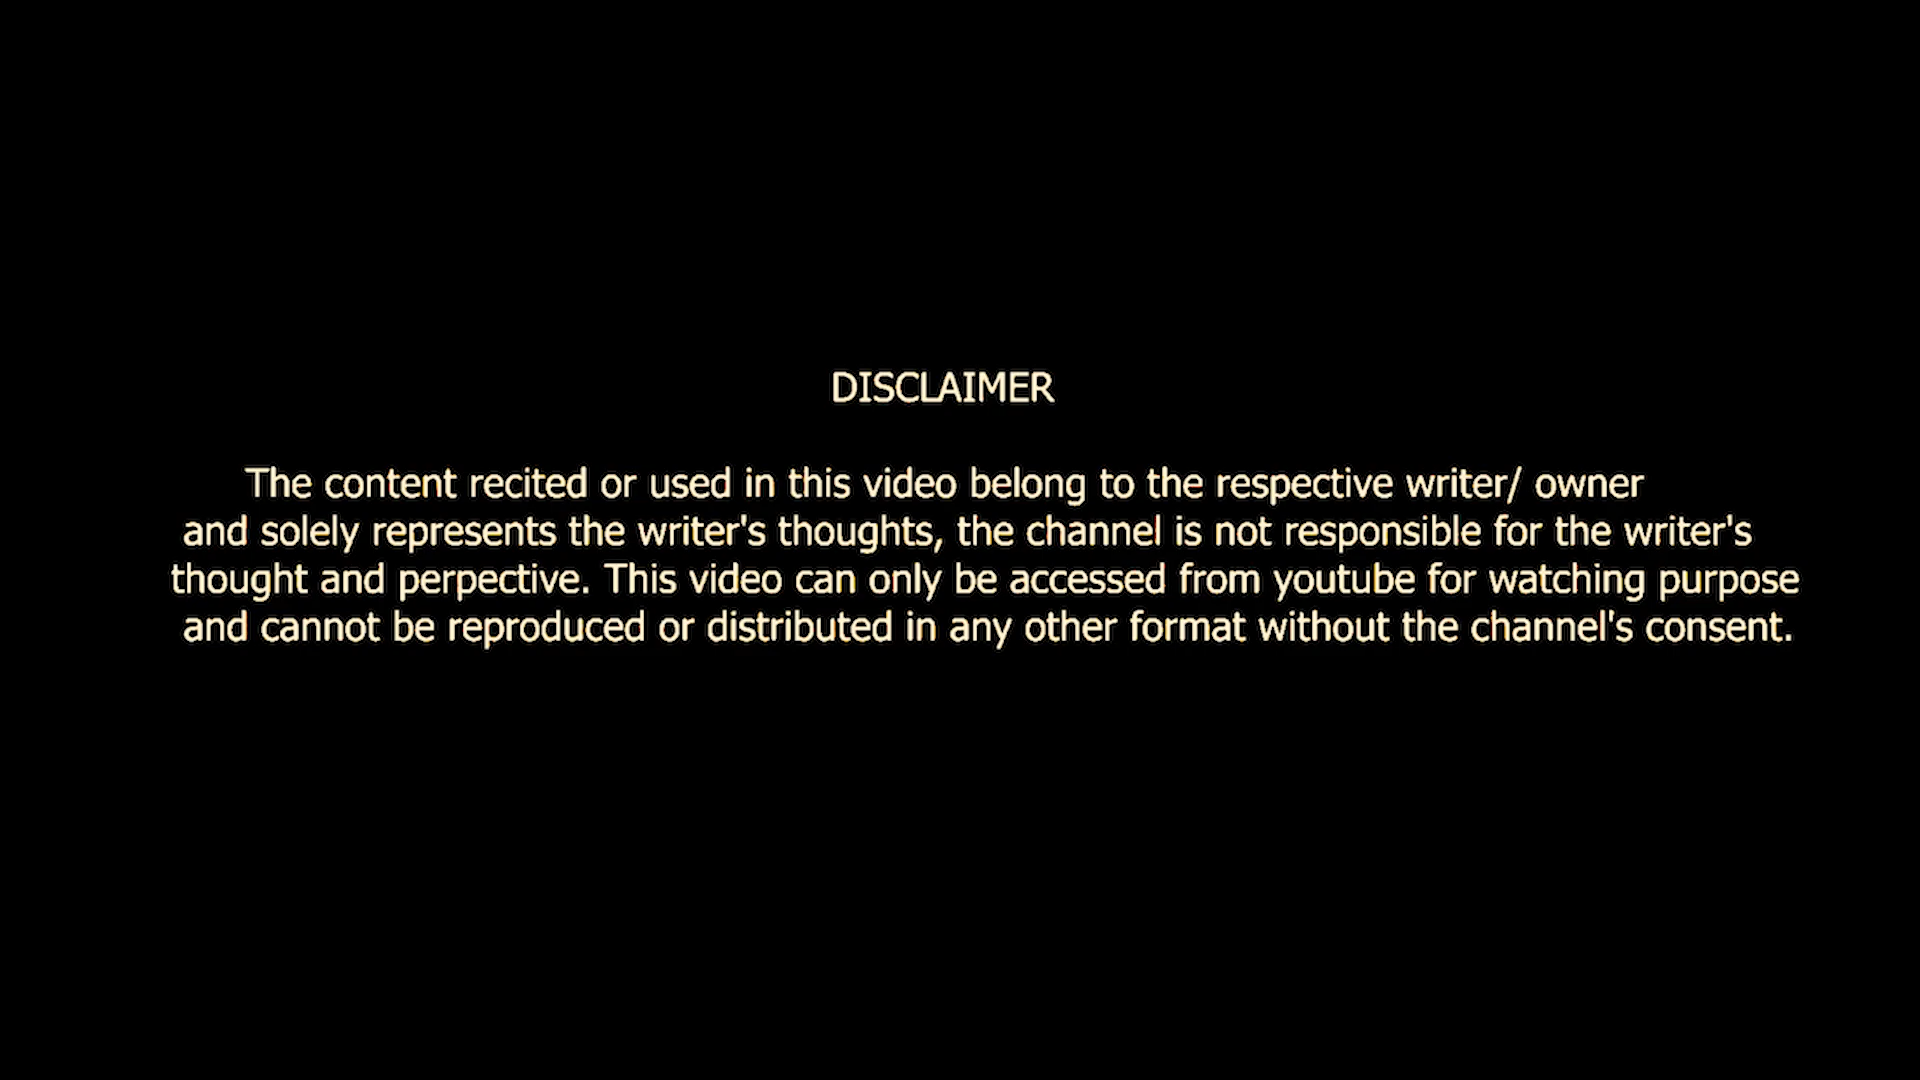 DISCLAIMER
The content recited or used in this video belong to the respective writer/ owner
and solely represents the writer's thoughts, the channel is not responsible for the writer's
thought and perpective. This video can only be accessed from youtube for watching purpose
and cannot be reproduced or distributed in any other format without the channel's consent.